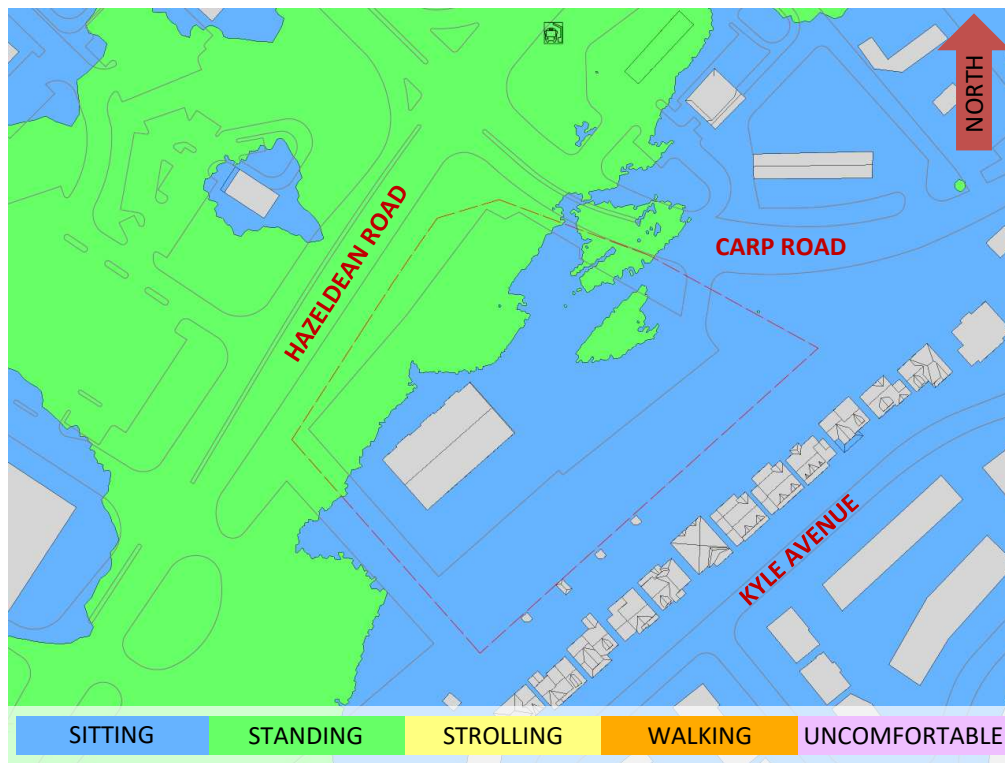 NORTH
HAZELDEAN ROAD
CARP ROAD
KYLE AVENUE
SITTING
STANDING
STROLLING
WALKING
UNCOMFORTABLE